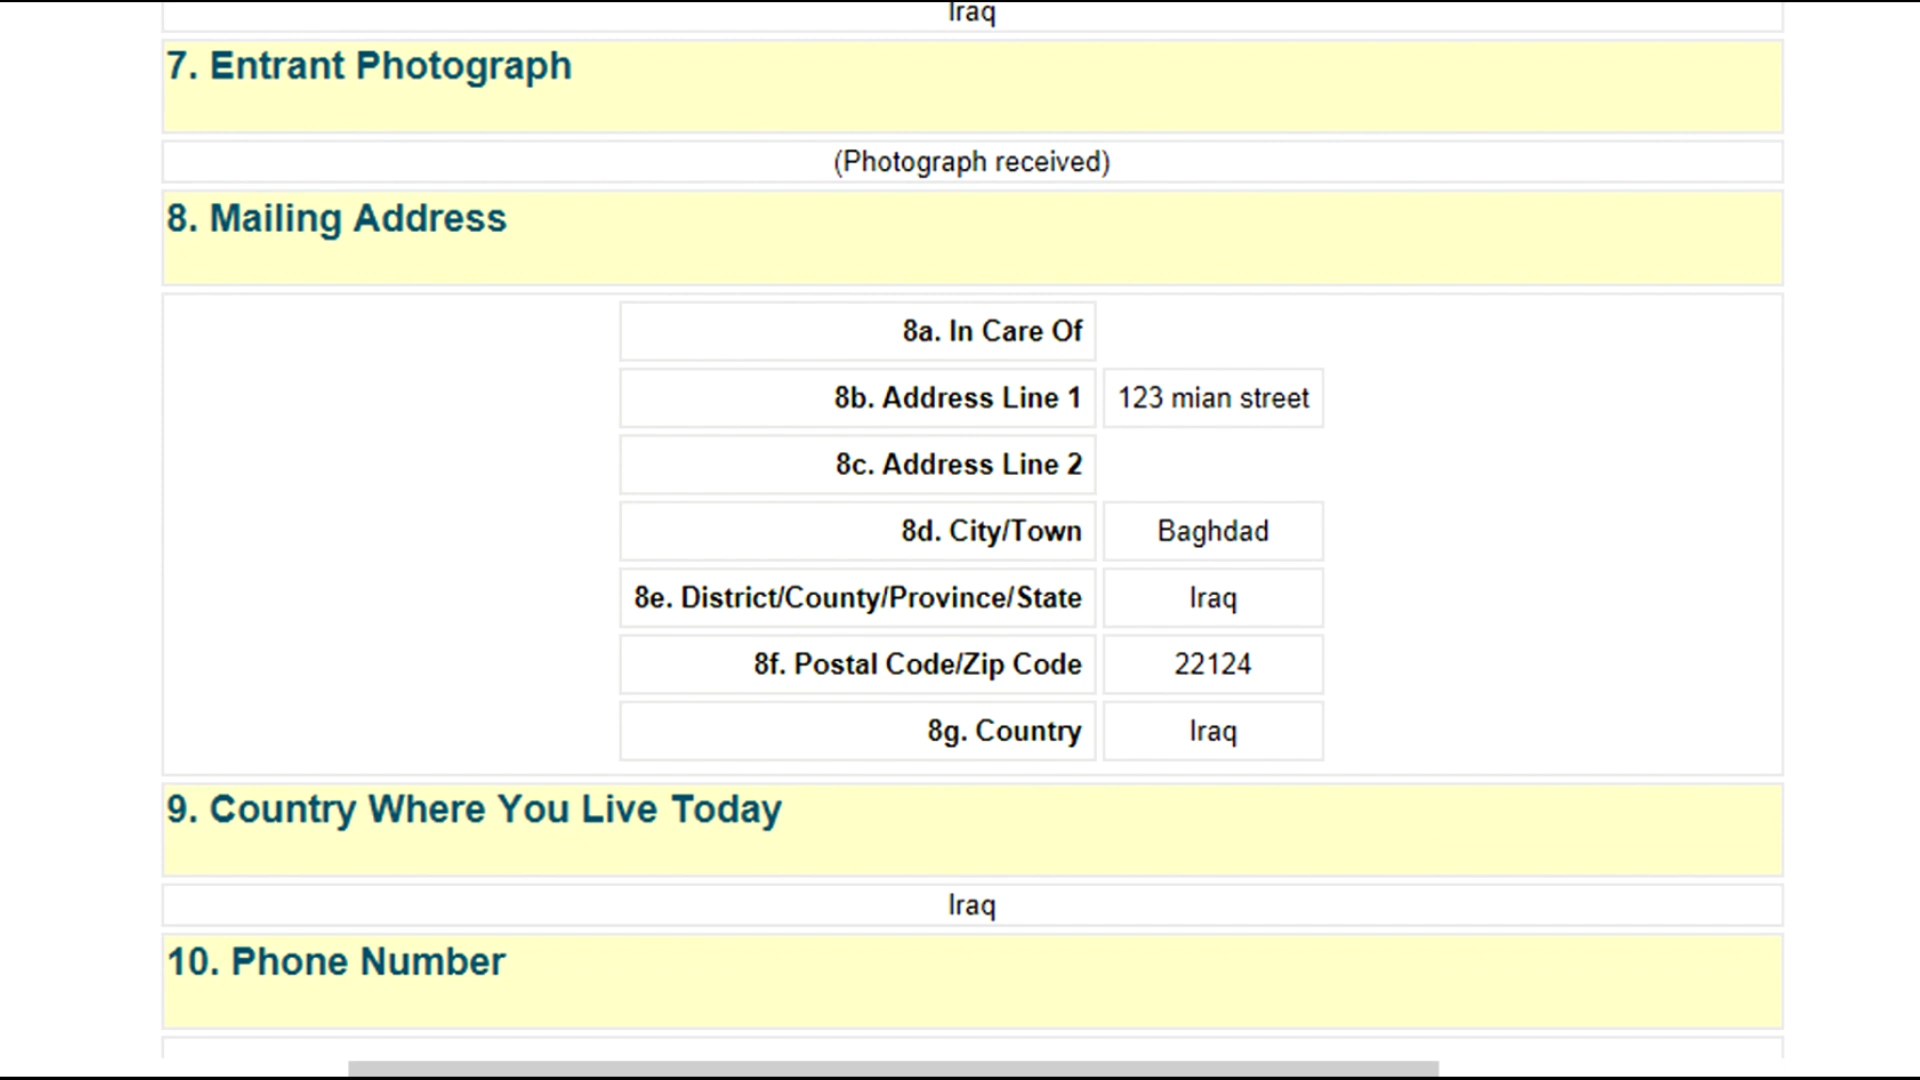 Iraq
7. Entrant Photograph
(Photograph received)
8. Mailing Address
8a. In Care Of
8b. Address Line 1 123 mian street
8c. Address Line 2
8d. City/Town Baghdad
8e. District/County/Province/State Iraq
8f. Postal Code/Zip Code 22124
8g. Country Iraq
9. Country Where You Live Today
Iraq
10. Phone Number